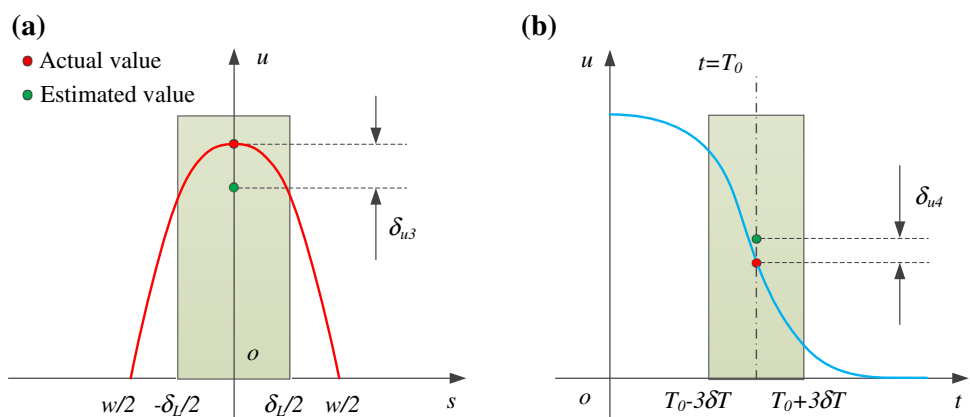 (a)
Actual value
Estimated value
u
δu3
o
w/2 -δL/2 δL/2 w/2 s
(b)
u
t=T0
δu4
o
T0-3δT T0+3δT t